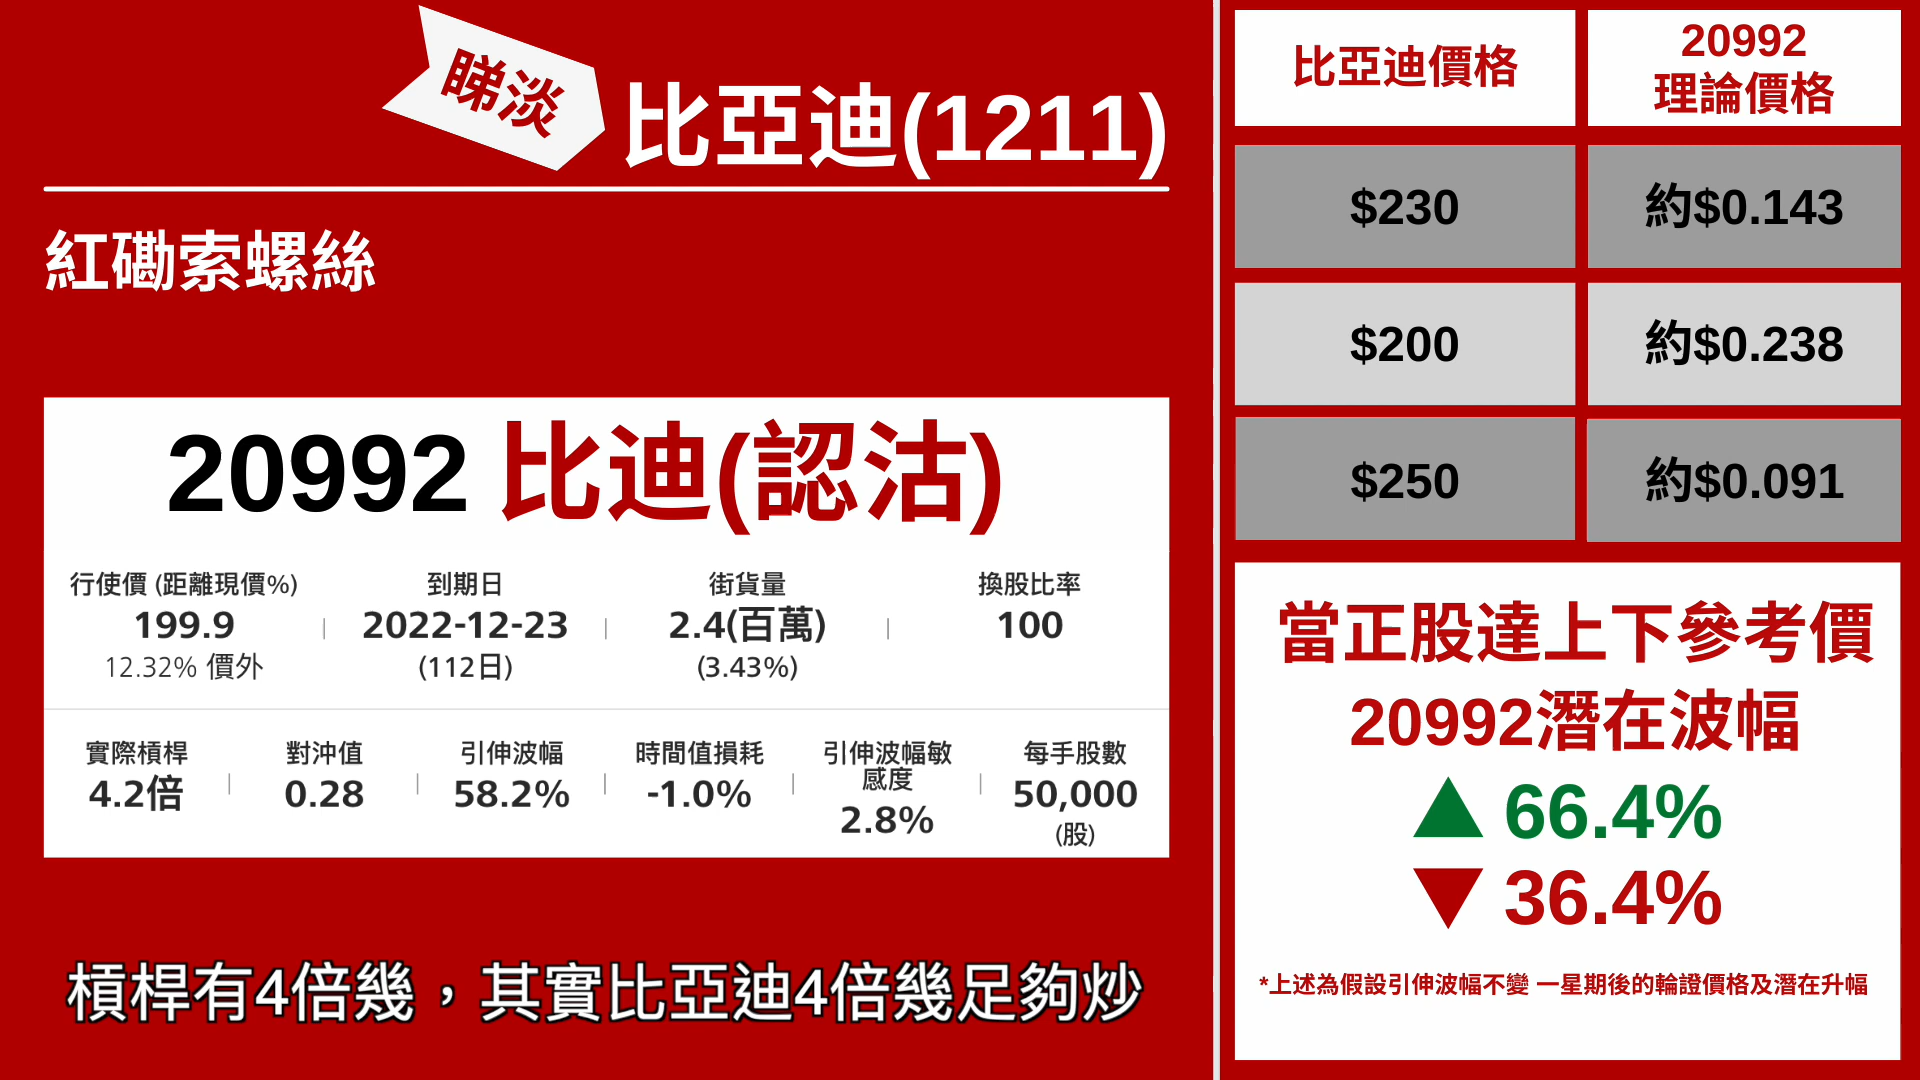 睇淡
比亞迪(1211)
紅磡索螺絲
20992 比迪(認沽)
行使價 (距離現價%)
199.9
12.32% 價外
到期日
2022-12-23
(112日)
街貨量
2.4(百萬)
(3.43%)
換股比率
100
實際槓桿
4.2倍
對沖值
0.28
引伸波幅
58.2%
時間值損耗
-1.0%
引伸波幅敏
感度
2.8%
每手股數
50,000
(股)
槓桿有4倍幾，其實比亞迪4倍幾足夠炒
比亞迪價格
20992
理論價格
$230
約$0.143
$200
約$0.238
$250
約$0.091
當正股達上下參考價
20992潛在波幅
▲ 66.4%
▼ 36.4%
*上述為假設引伸波幅不變 一星期後的輪證價格及潛在升幅